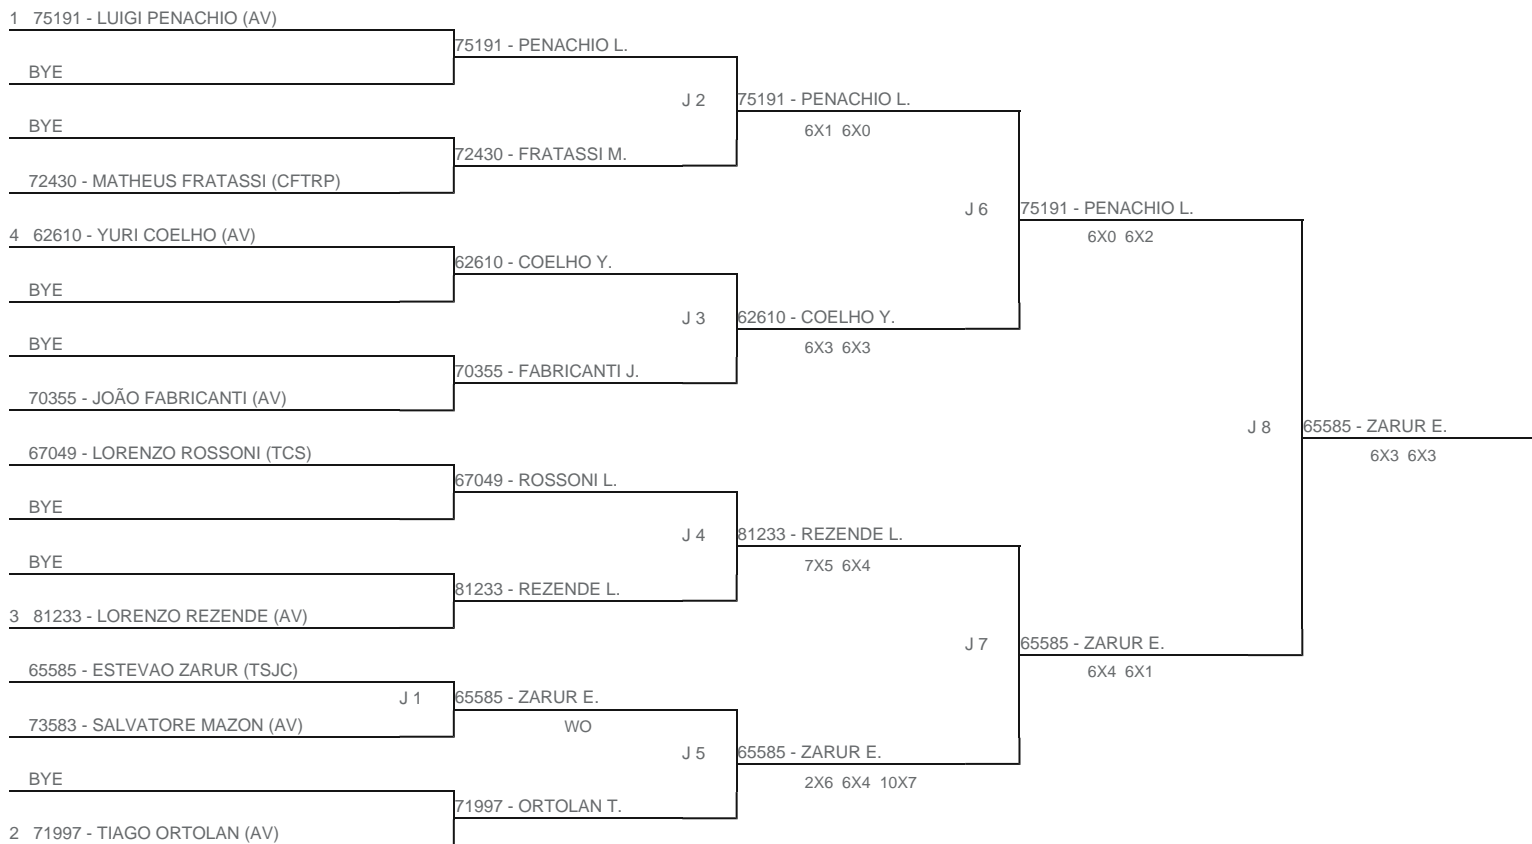 1 75191 - LUIGI PENACHIO (AV)
75191 - PENACHIO L.
BYE
J 2
75191 - PENACHIO L.
BYE
6X1 6X0
72430 - FRATASSI M.
72430 - MATHEUS FRATASSI (CFTRP)
J 6
75191 - PENACHIO L.
4 62610 - YURI COELHO (AV)
6X0 6X2
62610 - COELHO Y.
BYE
J 3
62610 - COELHO Y.
BYE
6X3 6X3
70355 - FABRICANTI J.
70355 - JOÃO FABRICANTI (AV)
J 8
65585 - ZARUR E.
67049 - LORENZO ROSSONI (TCS)
6X3 6X3
67049 - ROSSONI L.
BYE
J 4
81233 - REZENDE L.
BYE
7X5 6X4
81233 - REZENDE L.
3 81233 - LORENZO REZENDE (AV)
J 7
65585 - ZARUR E.
65585 - ESTEVAO ZARUR (TSJC)
6X4 6X1
J 1
65585 - ZARUR E.
73583 - SALVATORE MAZON (AV)
WO
J 5
65585 - ZARUR E.
BYE
2X6 6X4 10X7
71997 - ORTOLAN T.
2 71997 - TIAGO ORTOLAN (AV)